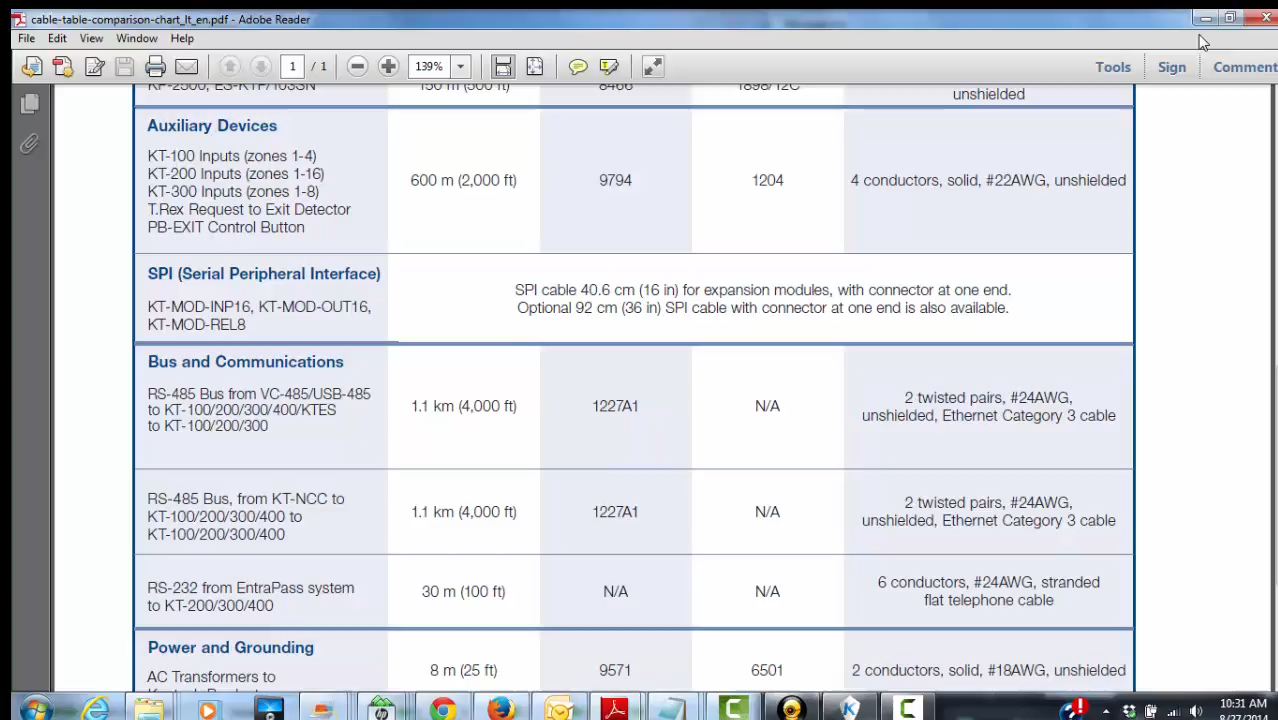 cable-table-comparison-chart_lt_en.pdf - Adobe Reader
File Edit View Window Help
1 / 1 139% Tools Sign Comment
KP-2500, ES-KTP/103SN 150 m (500 ft) 8466 1898/12C
unshielded
Auxiliary Devices
KT-100 Inputs (zones 1-4)
KT-200 Inputs (zones 1-16)
KT-300 Inputs (zones 1-8)
T.Rex Request to Exit Detector
PB-EXIT Control Button
600 m (2,000 ft) 9794 1204 4 conductors, solid, #22AWG, unshielded
SPI (Serial Peripheral Interface)
KT-MOD-INP16, KT-MOD-OUT16,
KT-MOD-REL8
SPI cable 40.6 cm (16 in) for expansion modules, with connector at one end.
Optional 92 cm (36 in) SPI cable with connector at one end is also available.
Bus and Communications
RS-485 Bus from VC-485/USB-485
to KT-100/200/300/400/KTES
to KT-100/200/300
1.1 km (4,000 ft) 1227A1 N/A
2 twisted pairs, #24AWG,
unshielded, Ethernet Category 3 cable
RS-485 Bus, from KT-NCC to
KT-100/200/300/400 to
KT-100/200/300/400
1.1 km (4,000 ft) 1227A1 N/A
2 twisted pairs, #24AWG,
unshielded, Ethernet Category 3 cable
RS-232 from EntraPass system
to KT-200/300/400
30 m (100 ft) N/A N/A
6 conductors, #24AWG, stranded
flat telephone cable
Power and Grounding
AC Transformers to
8 m (25 ft) 9571 6501 2 conductors, solid, #18AWG, unshielded
10:31 AM
8/27/2014